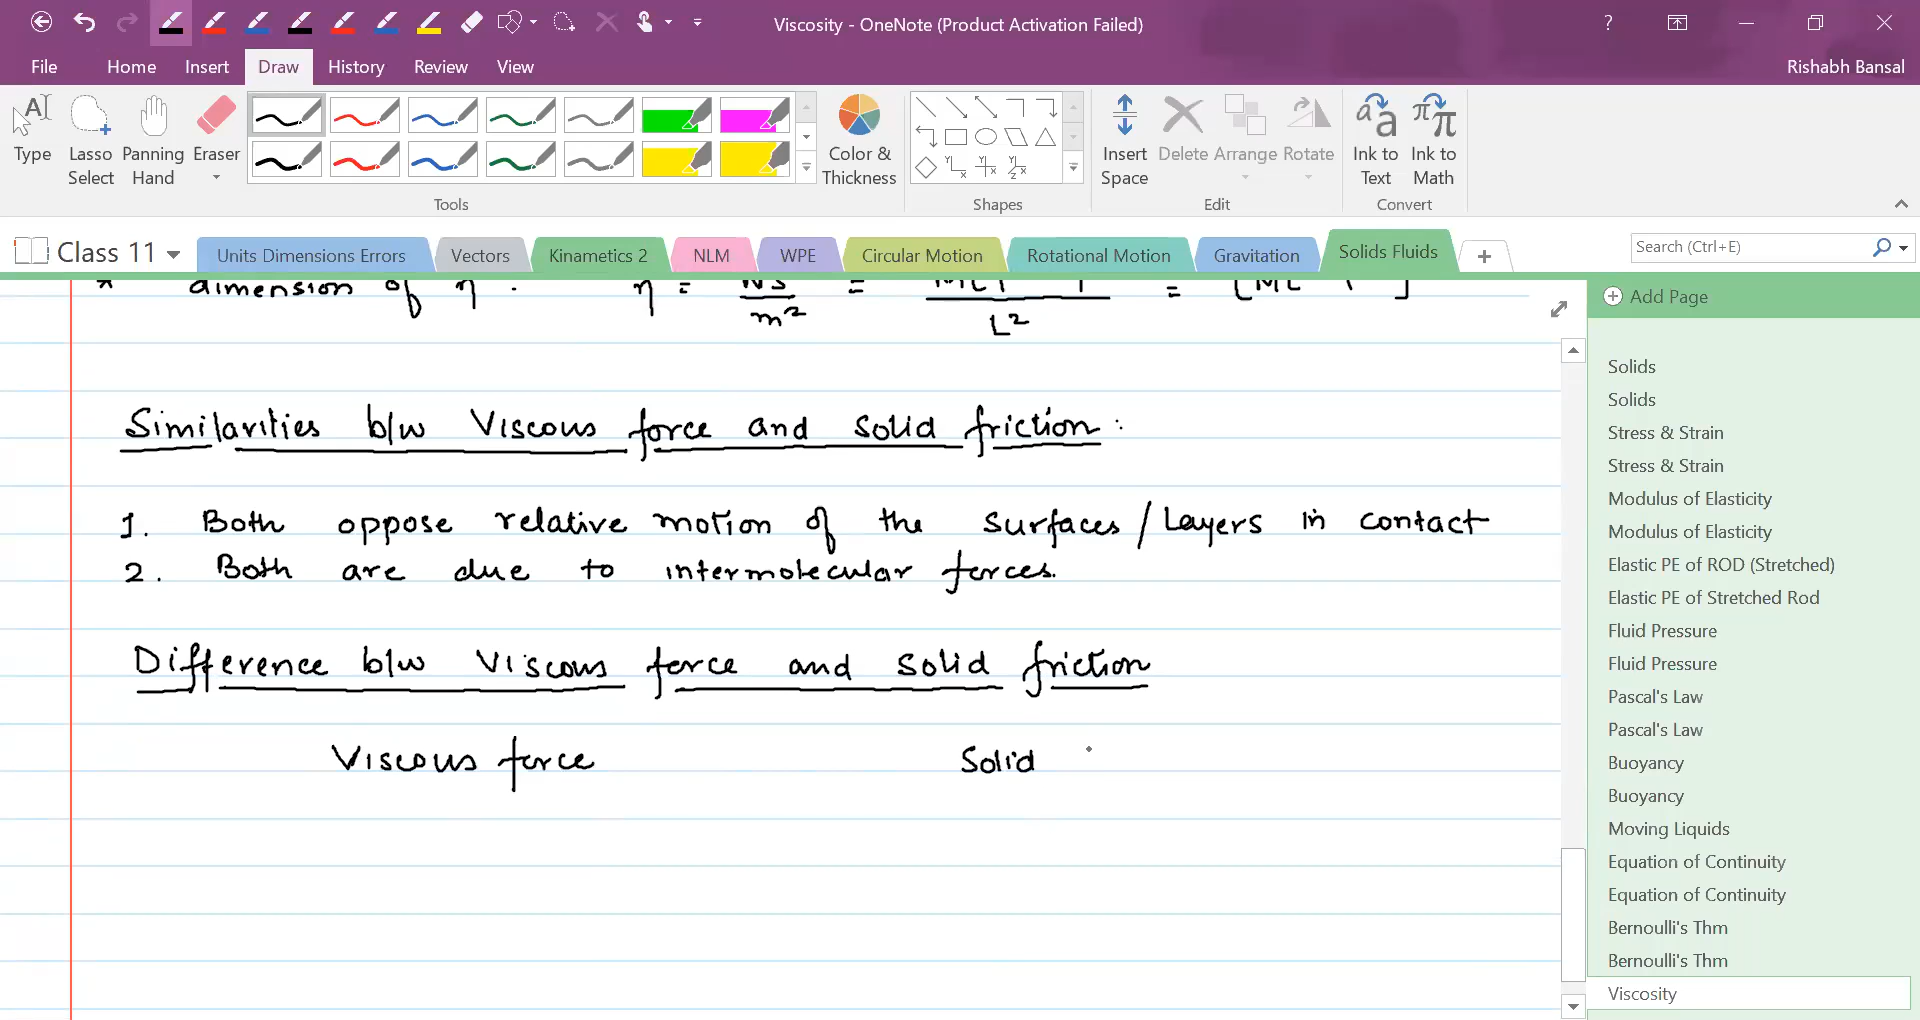 Viscosity - OneNote (Product Activation Failed)
?
File Home Insert Draw History Review View
Rishabh Bansal
Type
Lasso Select
Panning Hand
Eraser
Color & Thickness
Insert Space
Delete
Arrange
Rotate
Ink to Text
Ink to Math
Tools
Shapes
Edit
Convert
Class 11
Units Dimensions Errors
Vectors
Kinametics 2
NLM
WPE
Circular Motion
Rotational Motion
Gravitation
Solids Fluids
Search (Ctrl+E)
* dimension of η : η = NS/m² = / L² =
Similarities b/w Viscous force and solid friction :
1. Both oppose relative motion of the surfaces/Layers in contact
2. Both are due to intermolecular forces.
Difference b/w Viscous force and solid friction
Viscous force Solid
Add Page
Solids
Solids
Stress & Strain
Stress & Strain
Modulus of Elasticity
Modulus of Elasticity
Elastic PE of ROD (Stretched)
Elastic PE of Stretched Rod
Fluid Pressure
Fluid Pressure
Pascal's Law
Pascal's Law
Buoyancy
Buoyancy
Moving Liquids
Equation of Continuity
Equation of Continuity
Bernoulli's Thm
Bernoulli's Thm
Viscosity